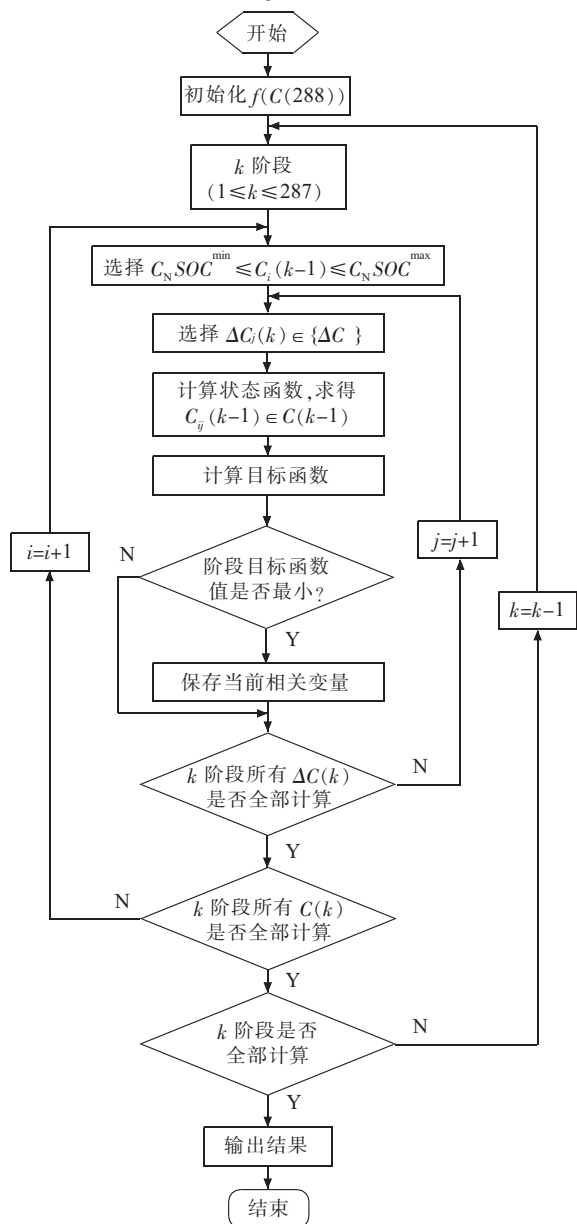 开始
初始化 f(C(288))
k 阶段
(1≤k≤287)
选择 C_N SOC^min ≤C_i (k−1)≤C_N SOC^max
选择 ΔC_j(k)∈{ΔC }
计算状态函数,求得
C_ij (k−1)∈C(k−1)
计算目标函数
i=i+1
N
阶段目标函数
值是否最小?
j=j+1
k=k−1
Y
保存当前相关变量
k 阶段所有 ΔC(k)
是否全部计算
N
Y
N
k 阶段所有 C(k)
是否全部计算
Y
k 阶段是否
全部计算
N
Y
输出结果
结束